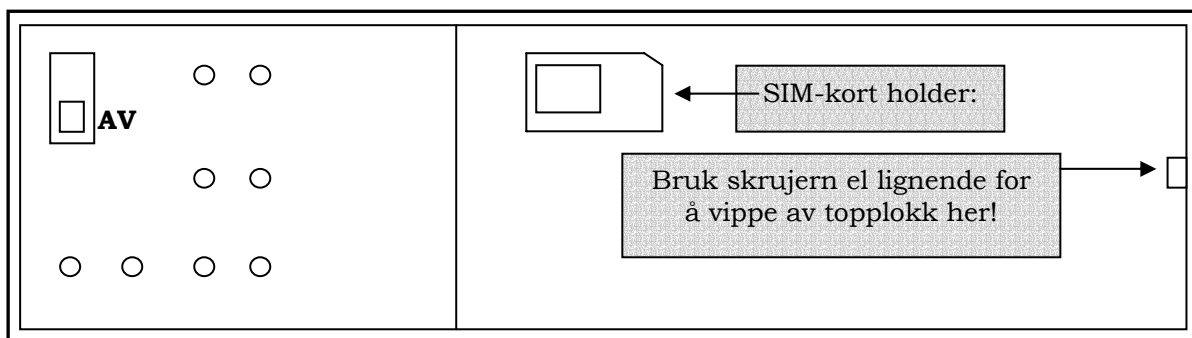 AV
SIM-kort holder:
Bruk skrujern el lignende for
å vippe av topplokk her!